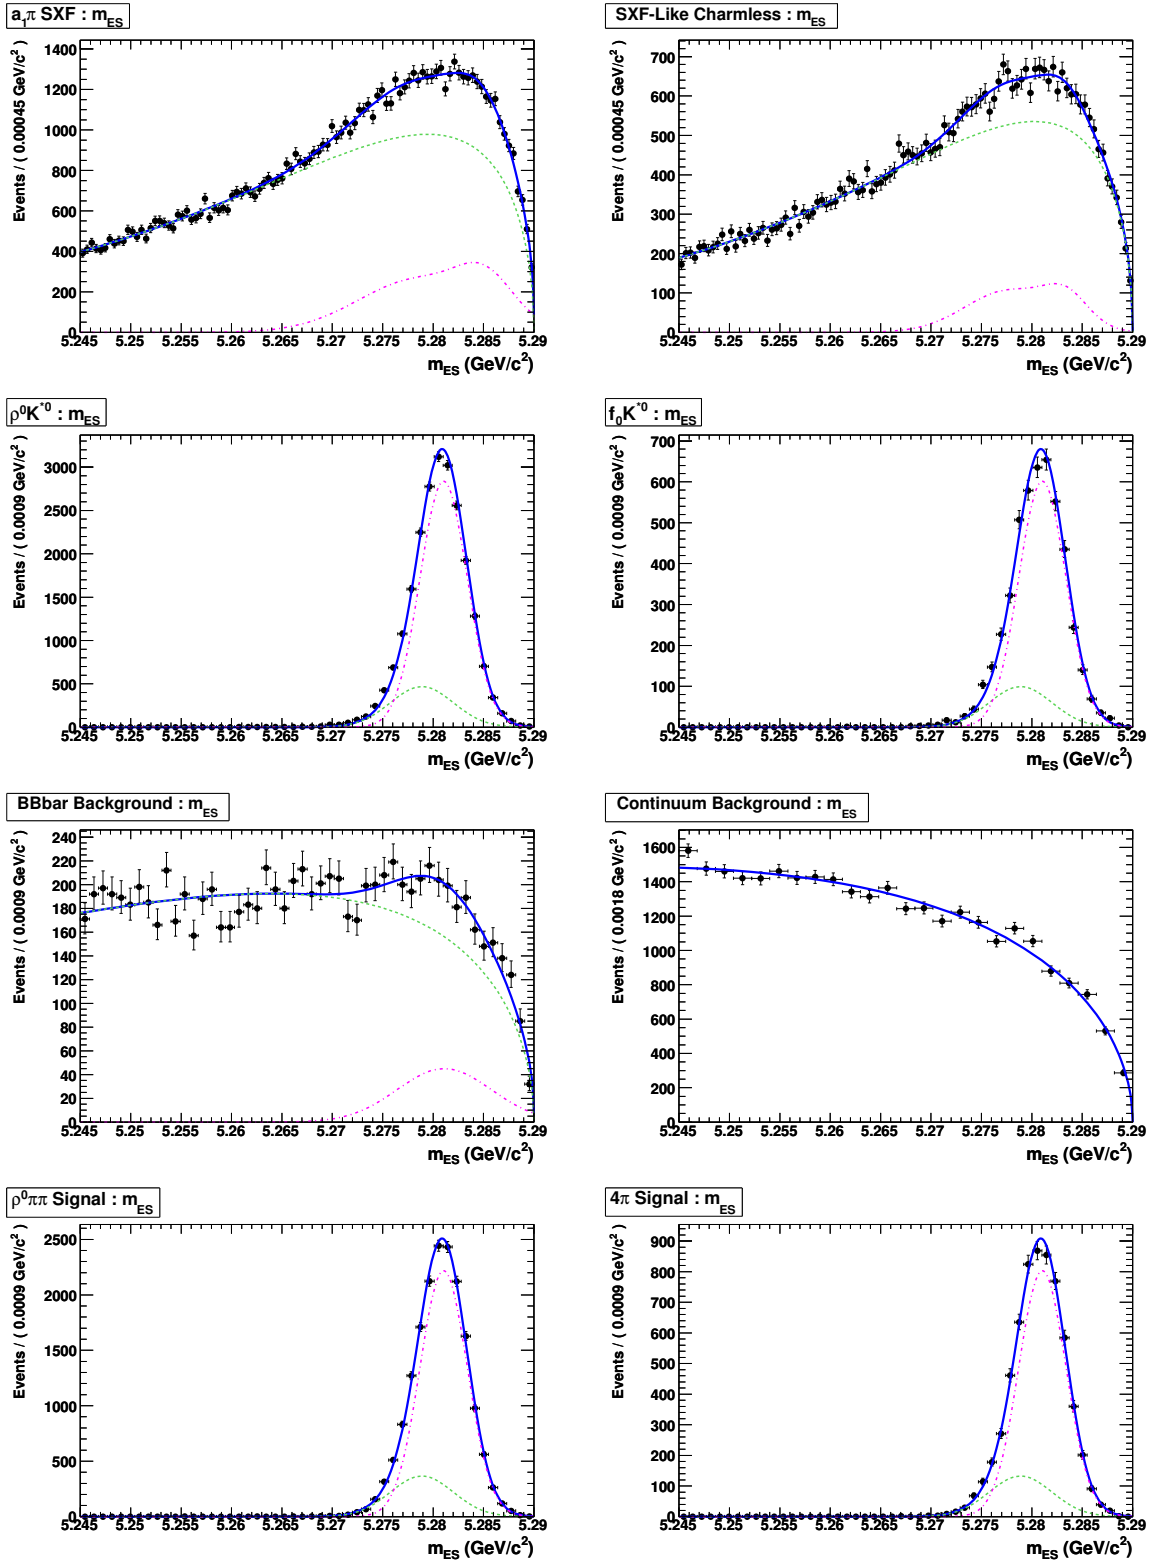 a1π SXF : mES
Events / ( 0.00045 GeV/c2 )
1400
1200
1000
800
600
400
200
0
5.245 5.25 5.255 5.26 5.265 5.27 5.275 5.28 5.285 5.29
mES (GeV/c2)
SXF-Like Charmless : mES
Events / ( 0.00045 GeV/c2 )
700
600
500
400
300
200
100
0
5.245 5.25 5.255 5.26 5.265 5.27 5.275 5.28 5.285 5.29
mES (GeV/c2)
ρ0K*0 : mES
Events / ( 0.0009 GeV/c2 )
3000
2500
2000
1500
1000
500
0
5.245 5.25 5.255 5.26 5.265 5.27 5.275 5.28 5.285 5.29
mES (GeV/c2)
f0K*0 : mES
Events / ( 0.0009 GeV/c2 )
700
600
500
400
300
200
100
0
5.245 5.25 5.255 5.26 5.265 5.27 5.275 5.28 5.285 5.29
mES (GeV/c2)
BBbar Background : mES
Events / ( 0.0009 GeV/c2 )
240
220
200
180
160
140
120
100
80
60
40
20
0
5.245 5.25 5.255 5.26 5.265 5.27 5.275 5.28 5.285 5.29
mES (GeV/c2)
Continuum Background : mES
Events / ( 0.0018 GeV/c2 )
1600
1400
1200
1000
800
600
400
200
0
5.245 5.25 5.255 5.26 5.265 5.27 5.275 5.28 5.285 5.29
mES (GeV/c2)
ρ0ππ Signal : mES
Events / ( 0.0009 GeV/c2 )
2500
2000
1500
1000
500
0
5.245 5.25 5.255 5.26 5.265 5.27 5.275 5.28 5.285 5.29
mES (GeV/c2)
4π Signal : mES
Events / ( 0.0009 GeV/c2 )
900
800
700
600
500
400
300
200
100
0
5.245 5.25 5.255 5.26 5.265 5.27 5.275 5.28 5.285 5.29
mES (GeV/c2)